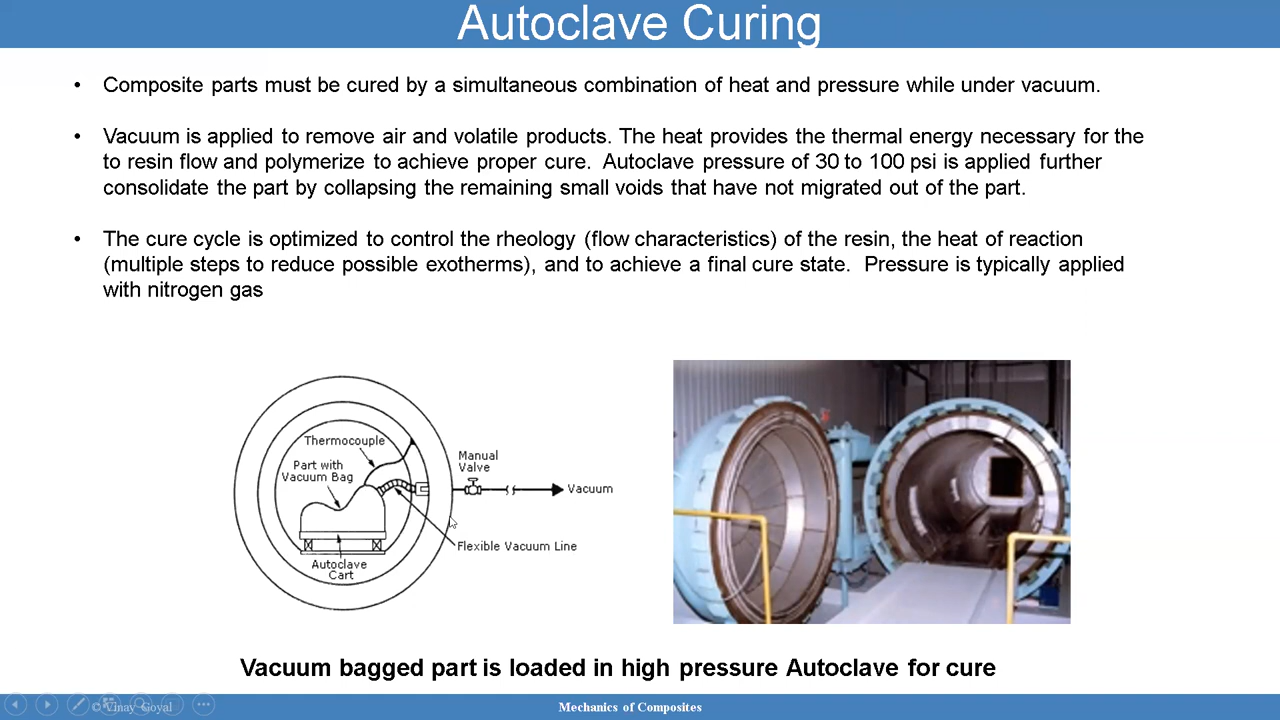 Autoclave Curing
• Composite parts must be cured by a simultaneous combination of heat and pressure while under vacuum.
• Vacuum is applied to remove air and volatile products. The heat provides the thermal energy necessary for the
to resin flow and polymerize to achieve proper cure. Autoclave pressure of 30 to 100 psi is applied further
consolidate the part by collapsing the remaining small voids that have not migrated out of the part.
• The cure cycle is optimized to control the rheology (flow characteristics) of the resin, the heat of reaction
(multiple steps to reduce possible exotherms), and to achieve a final cure state. Pressure is typically applied
with nitrogen gas
Thermocouple
Part with
Vacuum Bag
Manual
Valve
Vacuum
Flexible Vacuum Line
Autoclave
Cart
Vacuum bagged part is loaded in high pressure Autoclave for cure
© Vinay Goyal
Mechanics of Composites